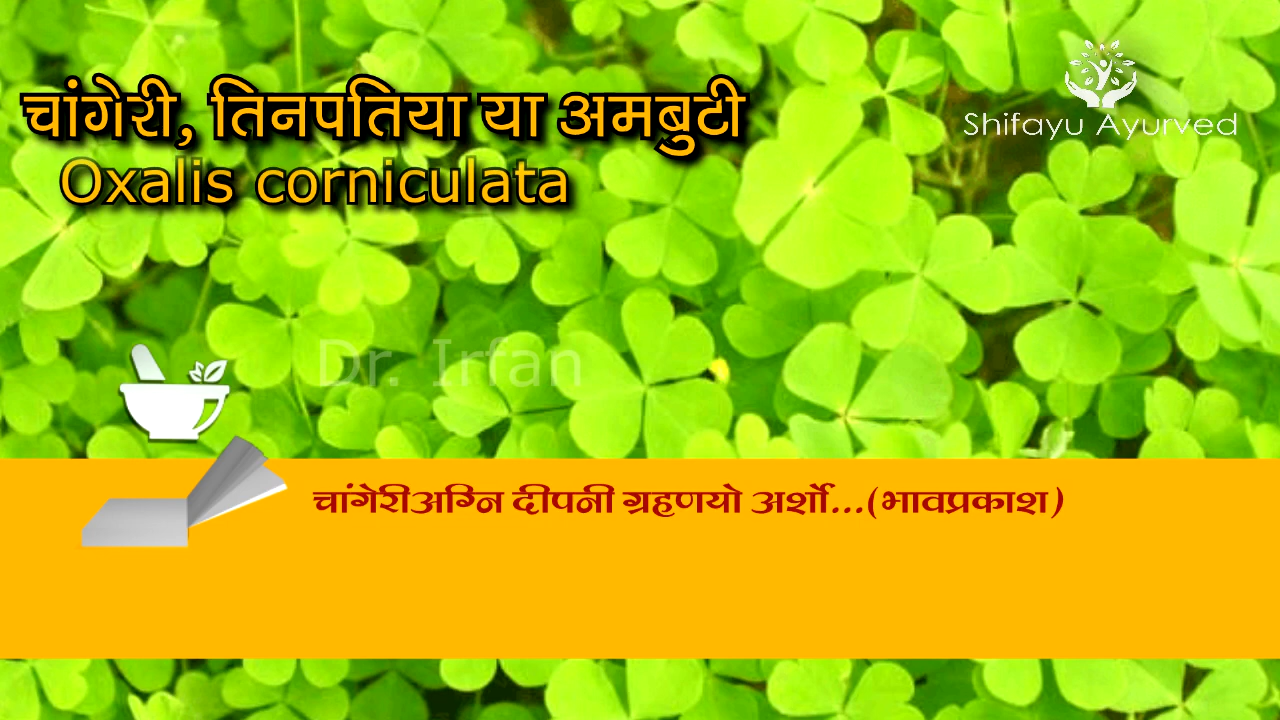 चांगेरी, तिनपतिया या अमबुटी
Oxalis corniculata
Shifayu Ayurved
Dr. Irfan
चांगेरीअग्नि दीपनी ग्रहणयो अर्शो...(भावप्रकाश)